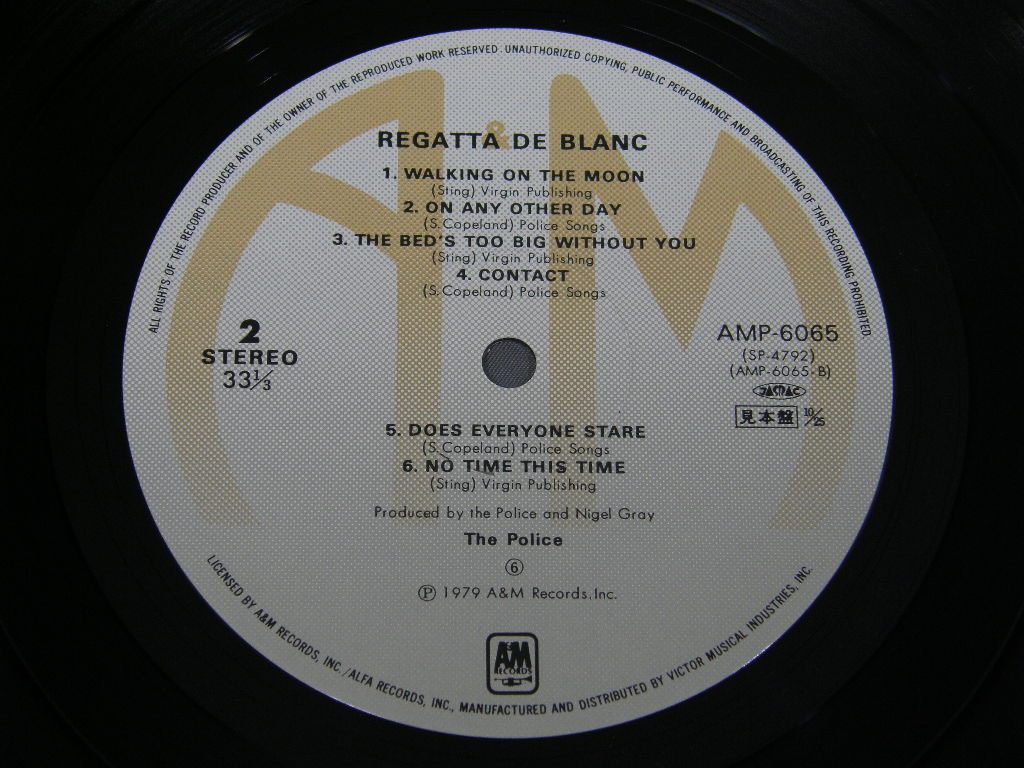 ALL RIGHTS OF THE RECORD PRODUCER AND OF THE OWNER OF THE REPRODUCED WORK RESERVED. UNAUTHORIZED COPYING, PUBLIC PERFORMANCE AND BROADCASTING OF THIS RECORDING PROHIBITED.
A&M
REGATTA DE BLANC
1. WALKING ON THE MOON
(Sting) Virgin Publishing
2. ON ANY OTHER DAY
(S. Copeland) Police Songs
3. THE BED'S TOO BIG WITHOUT YOU
(Sting) Virgin Publishing
4. CONTACT
(S. Copeland) Police Songs
2
STEREO
33⅓
AMP-6065
(SP-4792)
(AMP-6065-B)
JASRAC
見本盤 10/25
5. DOES EVERYONE STARE
(S. Copeland) Police Songs
6. NO TIME THIS TIME
(Sting) Virgin Publishing
Produced by the Police and Nigel Gray
The Police
⑥
Ⓟ 1979 A&M Records, Inc.
A&M
RECORDS
LICENSED BY A&M RECORDS, INC./ALFA RECORDS, INC., MANUFACTURED AND DISTRIBUTED BY VICTOR MUSICAL INDUSTRIES, INC.